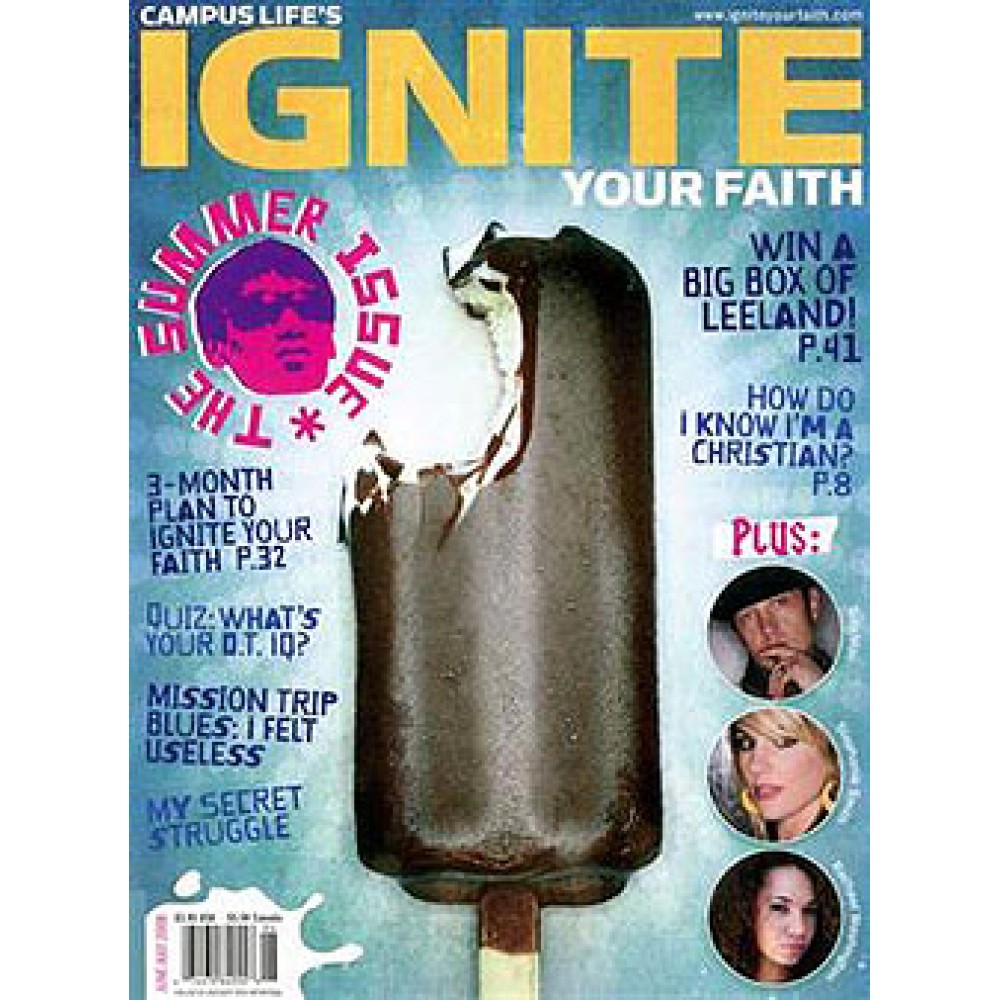 CAMPUS LIFE'S
www.igniteyourfaith.com
IGNITE
YOUR FAITH
THE SUMMER ISSUE *
WIN A
BIG BOX OF
LEELAND!
P.41
HOW DO
I KNOW I'M A
CHRISTIAN?
P.8
3-MONTH
PLAN TO
IGNITE YOUR
FAITH P.32
QUIZ: WHAT'S
YOUR O.T. IQ?
MISSION TRIP
BLUES: I FELT
USELESS
MY SECRET
STRUGGLE
PLUS: